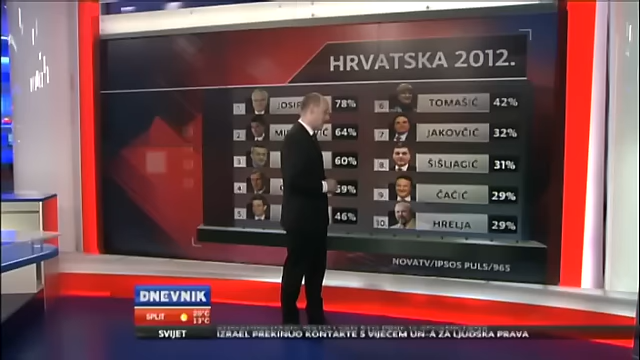 HRVATSKA 2012.
1. JOSIP 78%
2. 64%
3. 60%
4. 59%
5. 46%
6. TOMAŠIĆ 42%
7. JAKOVČIĆ 32%
8. ŠIŠLJAGIĆ 31%
9. ČAČIĆ 29%
10. HRELJA 29%
NOVATV/IPSOS PULS/965
DNEVNIK
SPLIT 20°C
13°C
SVIJET IZRAEL PREKINUO KONTAKTE S VIJEĆEM UN-A ZA LJUDSKA PRAVA